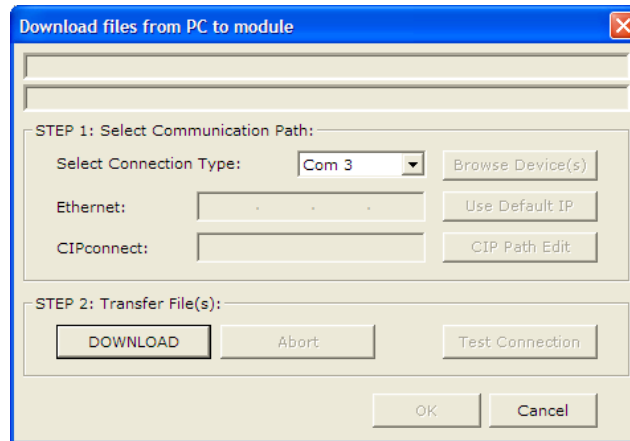 Download files from PC to module
STEP 1: Select Communication Path:
Select Connection Type: Com 3 Browse Device(s)
Ethernet: . . . Use Default IP
CIPconnect: CIP Path Edit
STEP 2: Transfer File(s):
DOWNLOAD Abort Test Connection
OK Cancel